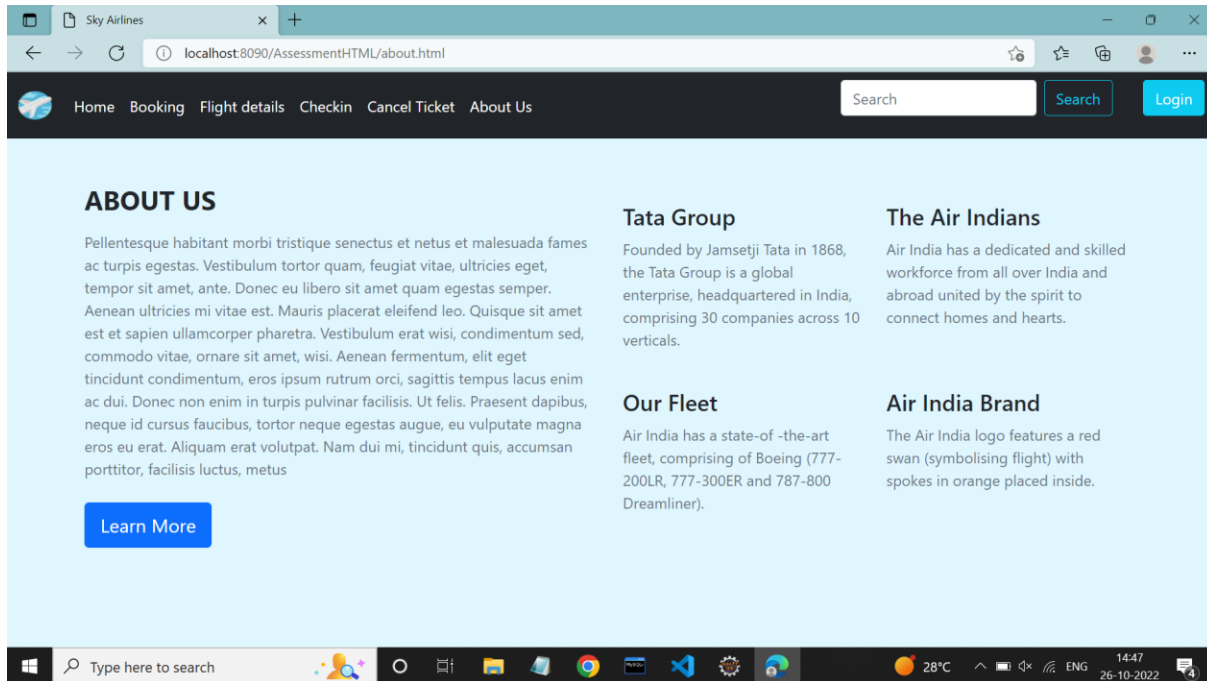 Sky Airlines
localhost:8090/AssessmentHTML/about.html
Home Booking Flight details Checkin Cancel Ticket About Us
Search
Search
Login
ABOUT US
Pellentesque habitant morbi tristique senectus et netus et malesuada fames
ac turpis egestas. Vestibulum tortor quam, feugiat vitae, ultricies eget,
tempor sit amet, ante. Donec eu libero sit amet quam egestas semper.
Aenean ultricies mi vitae est. Mauris placerat eleifend leo. Quisque sit amet
est et sapien ullamcorper pharetra. Vestibulum erat wisi, condimentum sed,
commodo vitae, ornare sit amet, wisi. Aenean fermentum, elit eget
tincidunt condimentum, eros ipsum rutrum orci, sagittis tempus lacus enim
ac dui. Donec non enim in turpis pulvinar facilisis. Ut felis. Praesent dapibus,
neque id cursus faucibus, tortor neque egestas augue, eu vulputate magna
eros eu erat. Aliquam erat volutpat. Nam dui mi, tincidunt quis, accumsan
porttitor, facilisis luctus, metus
Learn More
Tata Group
Founded by Jamsetji Tata in 1868,
the Tata Group is a global
enterprise, headquartered in India,
comprising 30 companies across 10
verticals.
The Air Indians
Air India has a dedicated and skilled
workforce from all over India and
abroad united by the spirit to
connect homes and hearts.
Our Fleet
Air India has a state-of -the-art
fleet, comprising of Boeing (777-
200LR, 777-300ER and 787-800
Dreamliner).
Air India Brand
The Air India logo features a red
swan (symbolising flight) with
spokes in orange placed inside.
Type here to search
28°C
ENG
14:47
26-10-2022
4